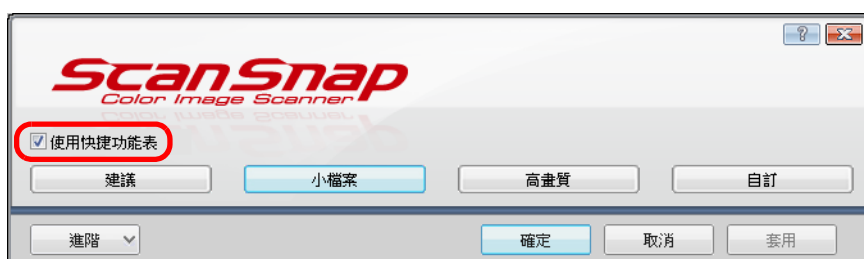 ScanSnap
Color Image Scanner
使用快捷功能表
建議 小檔案 高畫質 自訂
進階 確定 取消 套用